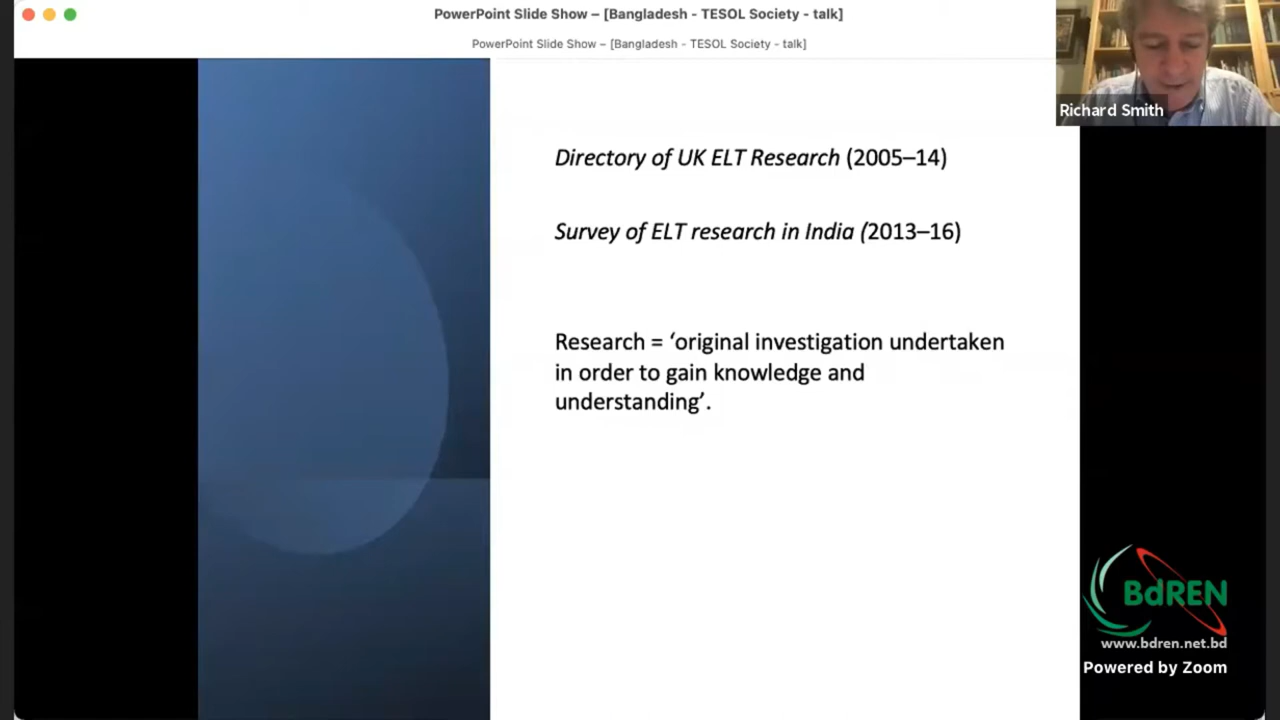 PowerPoint Slide Show – [Bangladesh - TESOL Society - talk]
PowerPoint Slide Show – [Bangladesh - TESOL Society - talk]
Richard Smith
Directory of UK ELT Research (2005–14)
Survey of ELT research in India (2013–16)
Research = ‘original investigation undertaken
in order to gain knowledge and
understanding’.
BdREN
www.bdren.net.bd
Powered by Zoom